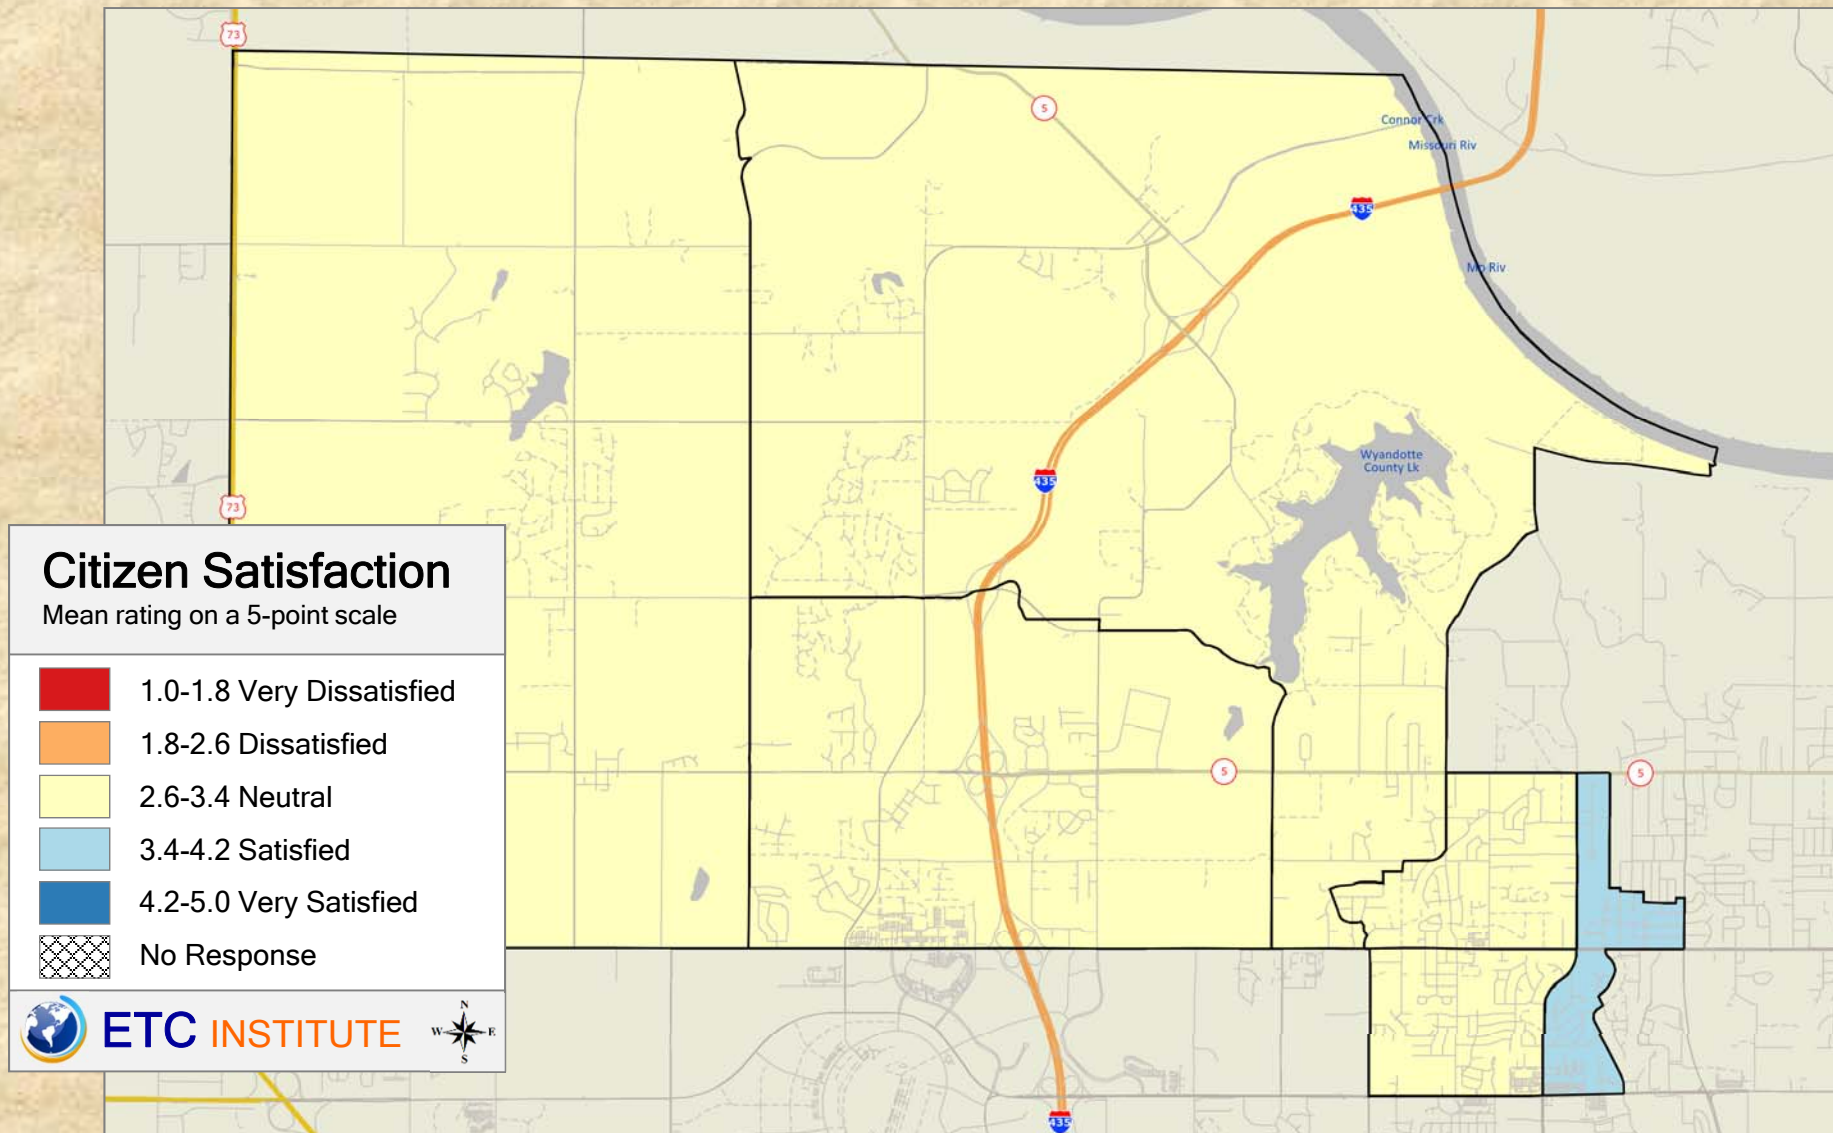 73
5
Connor Crk
Missouri Riv
435
Mo Riv
Wyandotte
County Lk
435
73
Citizen Satisfaction
Mean rating on a 5-point scale
1.0-1.8 Very Dissatisfied
1.8-2.6 Dissatisfied
2.6-3.4 Neutral
3.4-4.2 Satisfied
4.2-5.0 Very Satisfied
No Response
ETC INSTITUTE
N
W E
S
5
5
435